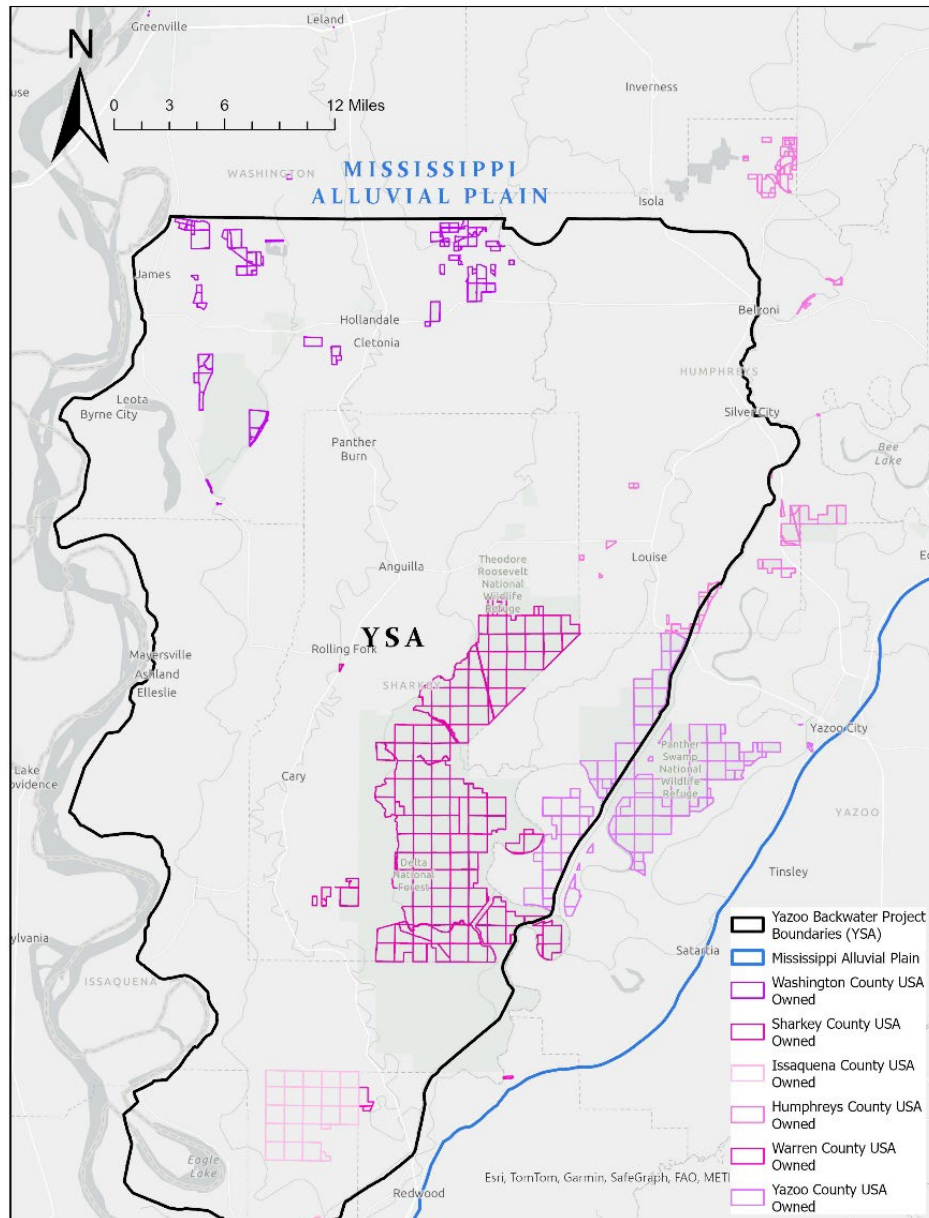 Greenville
Leland
N
0 3 6 12 Miles
Inverness
WASHINGTON
MISSISSIPPI
ALLUVIAL PLAIN
Isola
James
Belzoni
Hollandale
Cletonia
HUMPHREYS
Leota
Byrne City
Silver City
Panther
Burn
Bee
Lake
Louise
Anguilla
Theodore
Roosevelt
National
Wildlife
Refuge
YSA
Rolling Fork
Mayersville
Ashland
Elleslie
SHARKEY
Yazoo City
Panther
Swamp
National
Wildlife
Refuge
Lake
rovidence
Cary
YAZOO
Delta
National
Forest
Tinsley
ylvania
Satartia
ISSAQUENA
Eagle
Lake
Redwood
Yazoo Backwater Project
Boundaries (YSA)
Mississippi Alluvial Plain
Washington County USA
Owned
Sharkey County USA
Owned
Issaquena County USA
Owned
Humphreys County USA
Owned
Warren County USA
Owned
Yazoo County USA
Owned
Esri, TomTom, Garmin, SafeGraph, FAO, METI